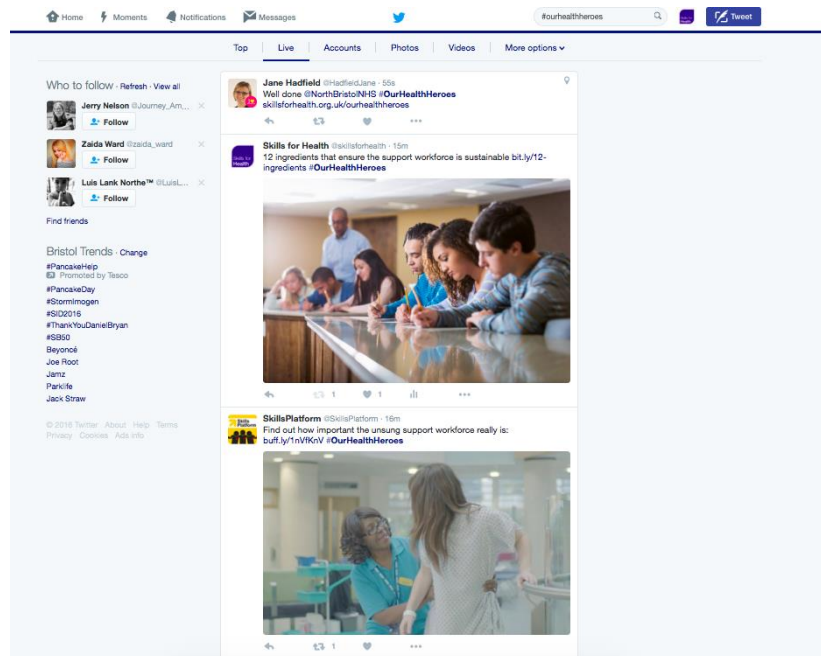 Home Moments Notifications Messages #ourhealthheroes Tweet
Top Live Accounts Photos Videos More options
Who to follow · Refresh · View all
Jerry Nelson @Journey_Am...
Follow
Zaida Ward @zaida_ward
Follow
Luis Lank Northe™ @LuisL...
Follow
Find friends
Bristol Trends · Change
#PancakeHelp
Promoted by Tesco
#PancakeDay
#StormImogen
#SID2016
#ThankYouDanielBryan
#SB50
Beyoncé
Joe Root
Jamz
Parklife
Jack Straw
© 2016 Twitter About Help Terms
Privacy Cookies Ads info
Jane Hadfield @HadfieldJane · 55s
Well done @NorthBristolNHS #OurHealthHeroes
skillsforhealth.org.uk/ourhealthheroes
Skills for Health @skillsforhealth · 15m
12 ingredients that ensure the support workforce is sustainable bit.ly/12-
ingredients #OurHealthHeroes
1 1
Skills
Platform
SkillsPlatform @SkillsPlatform · 16m
Find out how important the unsung support workforce really is:
buff.ly/1nVfKnV #OurHealthHeroes
1